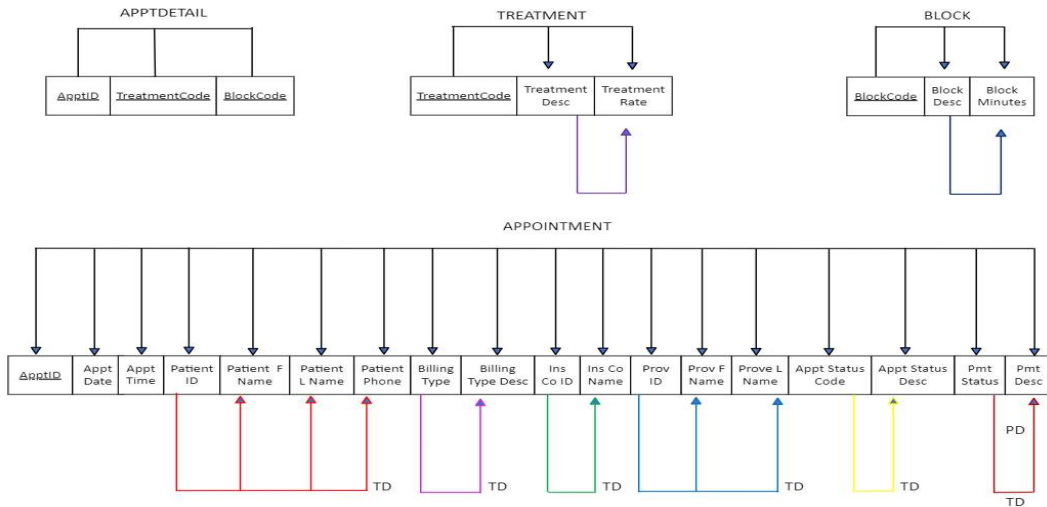 APPTDETAIL
TREATMENT
BLOCK
ApptID
TreatmentCode
BlockCode
TreatmentCode
Treatment
Desc
Treatment
Rate
BlockCode
Block
Desc
Block
Minutes
APPOINTMENT
ApptID
Appt
Date
Appt
Time
Patient
ID
Patient F
Name
Patient
L Name
Patient
Phone
Billing
Type
Billing
Type Desc
Ins
Co ID
Ins Co
Name
Prov
ID
Prov F
Name
Prove L
Name
Appt Status
Code
Appt Status
Desc
Pmt
Status
Pmt
Desc
PD
TD
TD
TD
TD
TD
TD